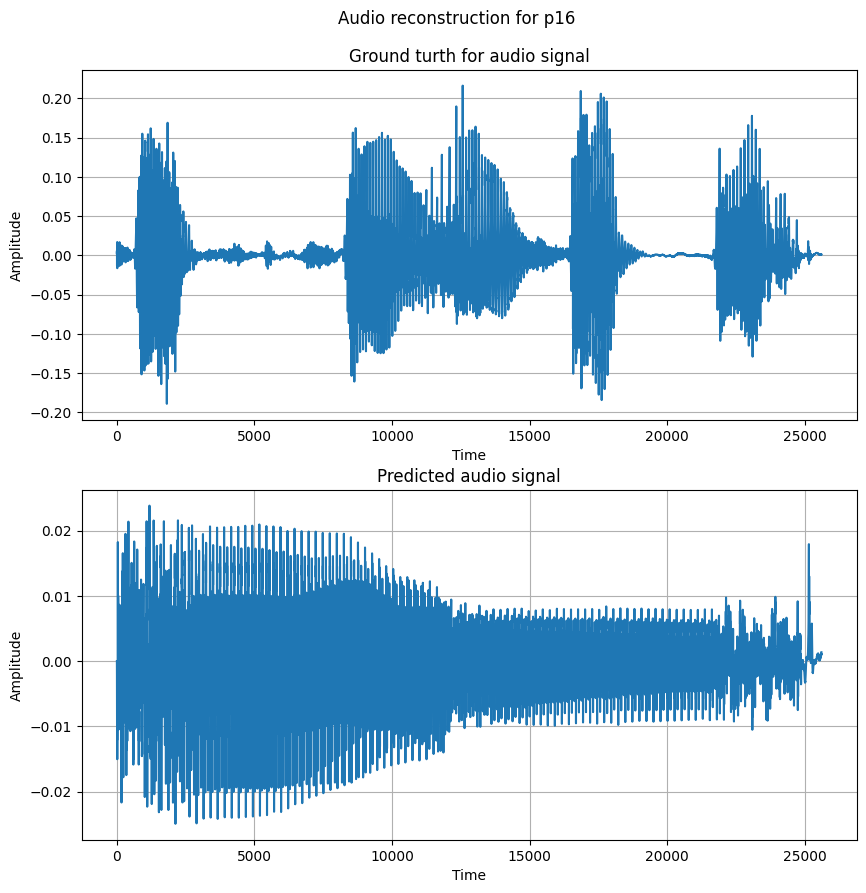 Audio reconstruction for p16
Ground turth for audio signal
0.20
0.15
0.10
0.05
0.00
−0.05
−0.10
−0.15
−0.20
Amplitude
0 5000 10000 15000 20000 25000
Time
Predicted audio signal
0.02
0.01
0.00
−0.01
−0.02
Amplitude
0 5000 10000 15000 20000 25000
Time